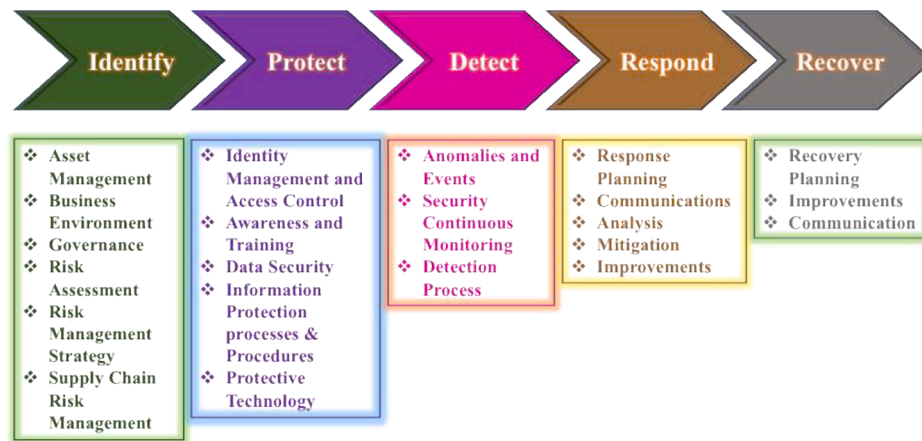 Identify
Protect
Detect
Respond
Recover
❖ Asset
Management
❖ Business
Environment
❖ Governance
❖ Risk
Assessment
❖ Risk
Management
Strategy
❖ Supply Chain
Risk
Management
❖ Identity
Management and
Access Control
❖ Awareness and
Training
❖ Data Security
❖ Information
Protection
processes &
Procedures
❖ Protective
Technology
❖ Anomalies and
Events
❖ Security
Continuous
Monitoring
❖ Detection
Process
❖ Response
Planning
❖ Communications
❖ Analysis
❖ Mitigation
❖ Improvements
❖ Recovery
Planning
❖ Improvements
❖ Communication